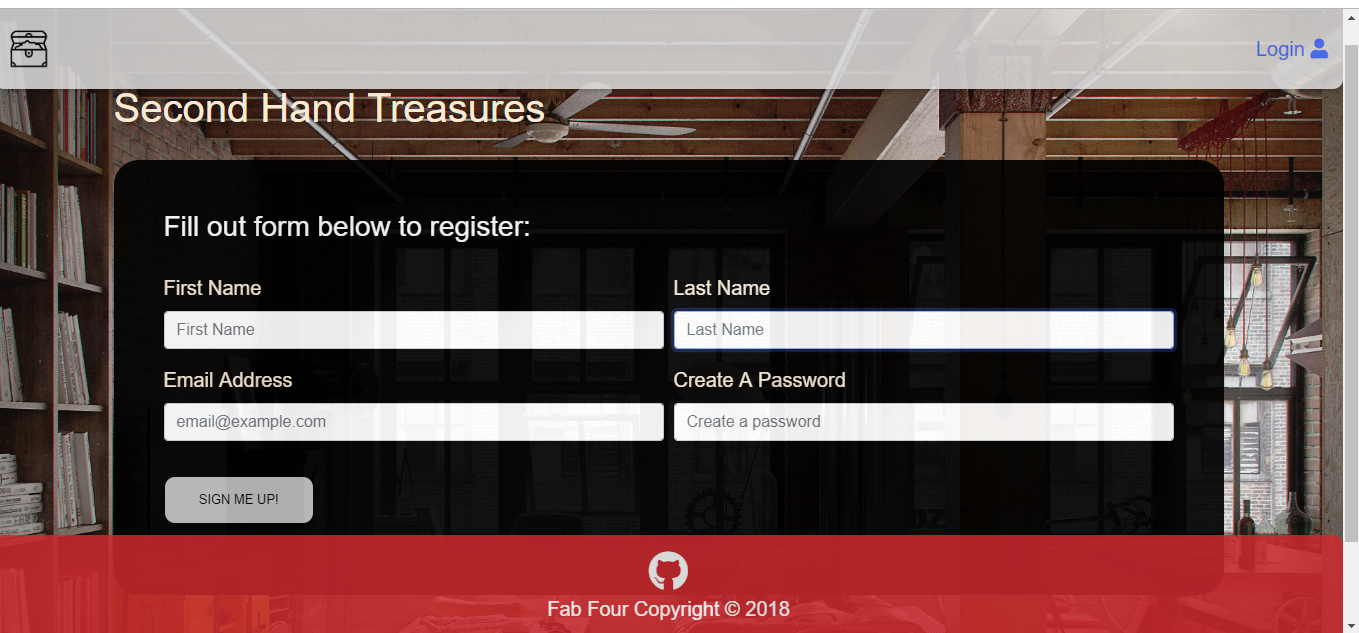 Login
Second Hand Treasures
Fill out form below to register:
First Name
Last Name
First Name
Last Name
Email Address
Create A Password
email@example.com
Create a password
SIGN ME UP!
Fab Four Copyright © 2018